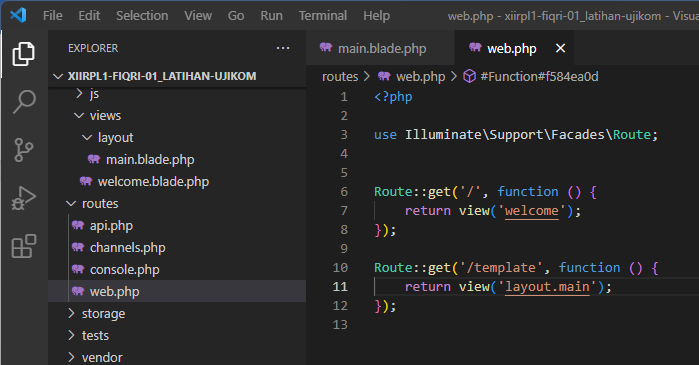 File Edit Selection View Go Run Terminal Help web.php - xiirpl1-fiqri-01_latihan-ujikom - Visua
EXPLORER
XIIRPL1-FIQRI-01_LATIHAN-UJIKOM
js
views
layout
main.blade.php
welcome.blade.php
routes
api.php
channels.php
console.php
web.php
storage
tests
vendor
main.blade.php web.php
routes > web.php > #Function#f584ea0d
1 <?php
2
3 use Illuminate\Support\Facades\Route;
4
5
6 Route::get('/', function () {
7     return view('welcome');
8 });
9
10 Route::get('/template', function () {
11     return view('layout.main');
12 });
13